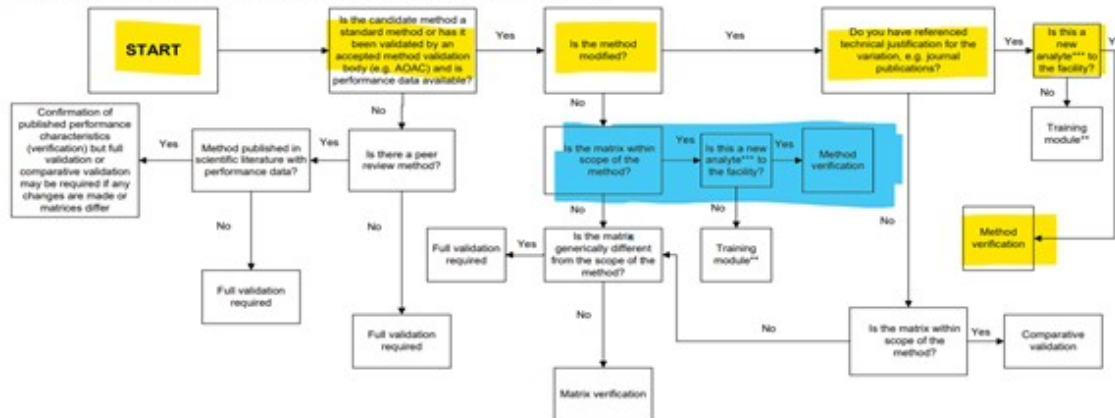 START
Is the candidate method a
standard method or has it
been validated by an
accepted method validation
body (e.g. AOAC) and is
performance data available?
Yes
Is the method
modified?
Yes
Do you have referenced
technical justification for
the variation, e.g. journal
publications?
Yes
Is this a
new
analyte*** to
the facility?
No
Training
module**
No
No
Confirmation of
published performance
characteristics
(verification) but full
validation or
comparative validation
may be required if any
changes are made or
matrices differ
Yes
Method published in
scientific literature with
performance data?
Yes
Is there a peer
review method?
Is the matrix within
scope of the
method?
Yes
Is this a new
analyte*** to
the facility?
Yes
Method
verification
No
No
No
No
No
Full validation
required
Yes
Is the matrix
generically different
from the scope of the
method?
Training
module**
Method
verification
Full validation
required
Full validation
required
No
No
Is the matrix within
scope of the
method?
Yes
Comparative
validation
Matrix verification